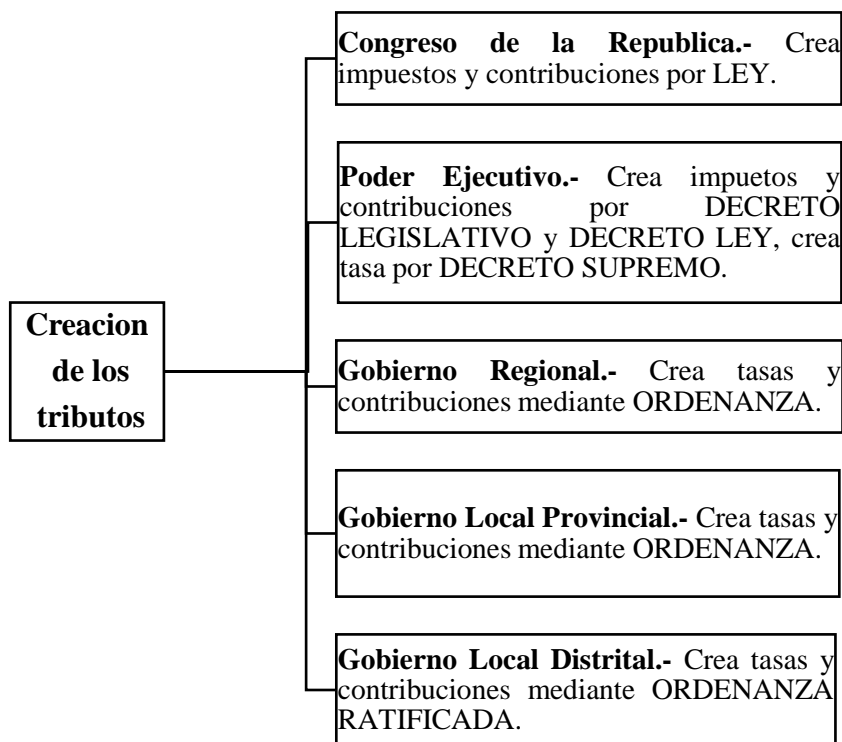 Creacion
de los
tributos
Congreso de la Republica.- Crea
impuestos y contribuciones por LEY.
Poder Ejecutivo.- Crea impuetos y
contribuciones por DECRETO
LEGISLATIVO y DECRETO LEY, crea
tasa por DECRETO SUPREMO.
Gobierno Regional.- Crea tasas y
contribuciones mediante ORDENANZA.
Gobierno Local Provincial.- Crea tasas y
contribuciones mediante ORDENANZA.
Gobierno Local Distrital.- Crea tasas y
contribuciones mediante ORDENANZA
RATIFICADA.